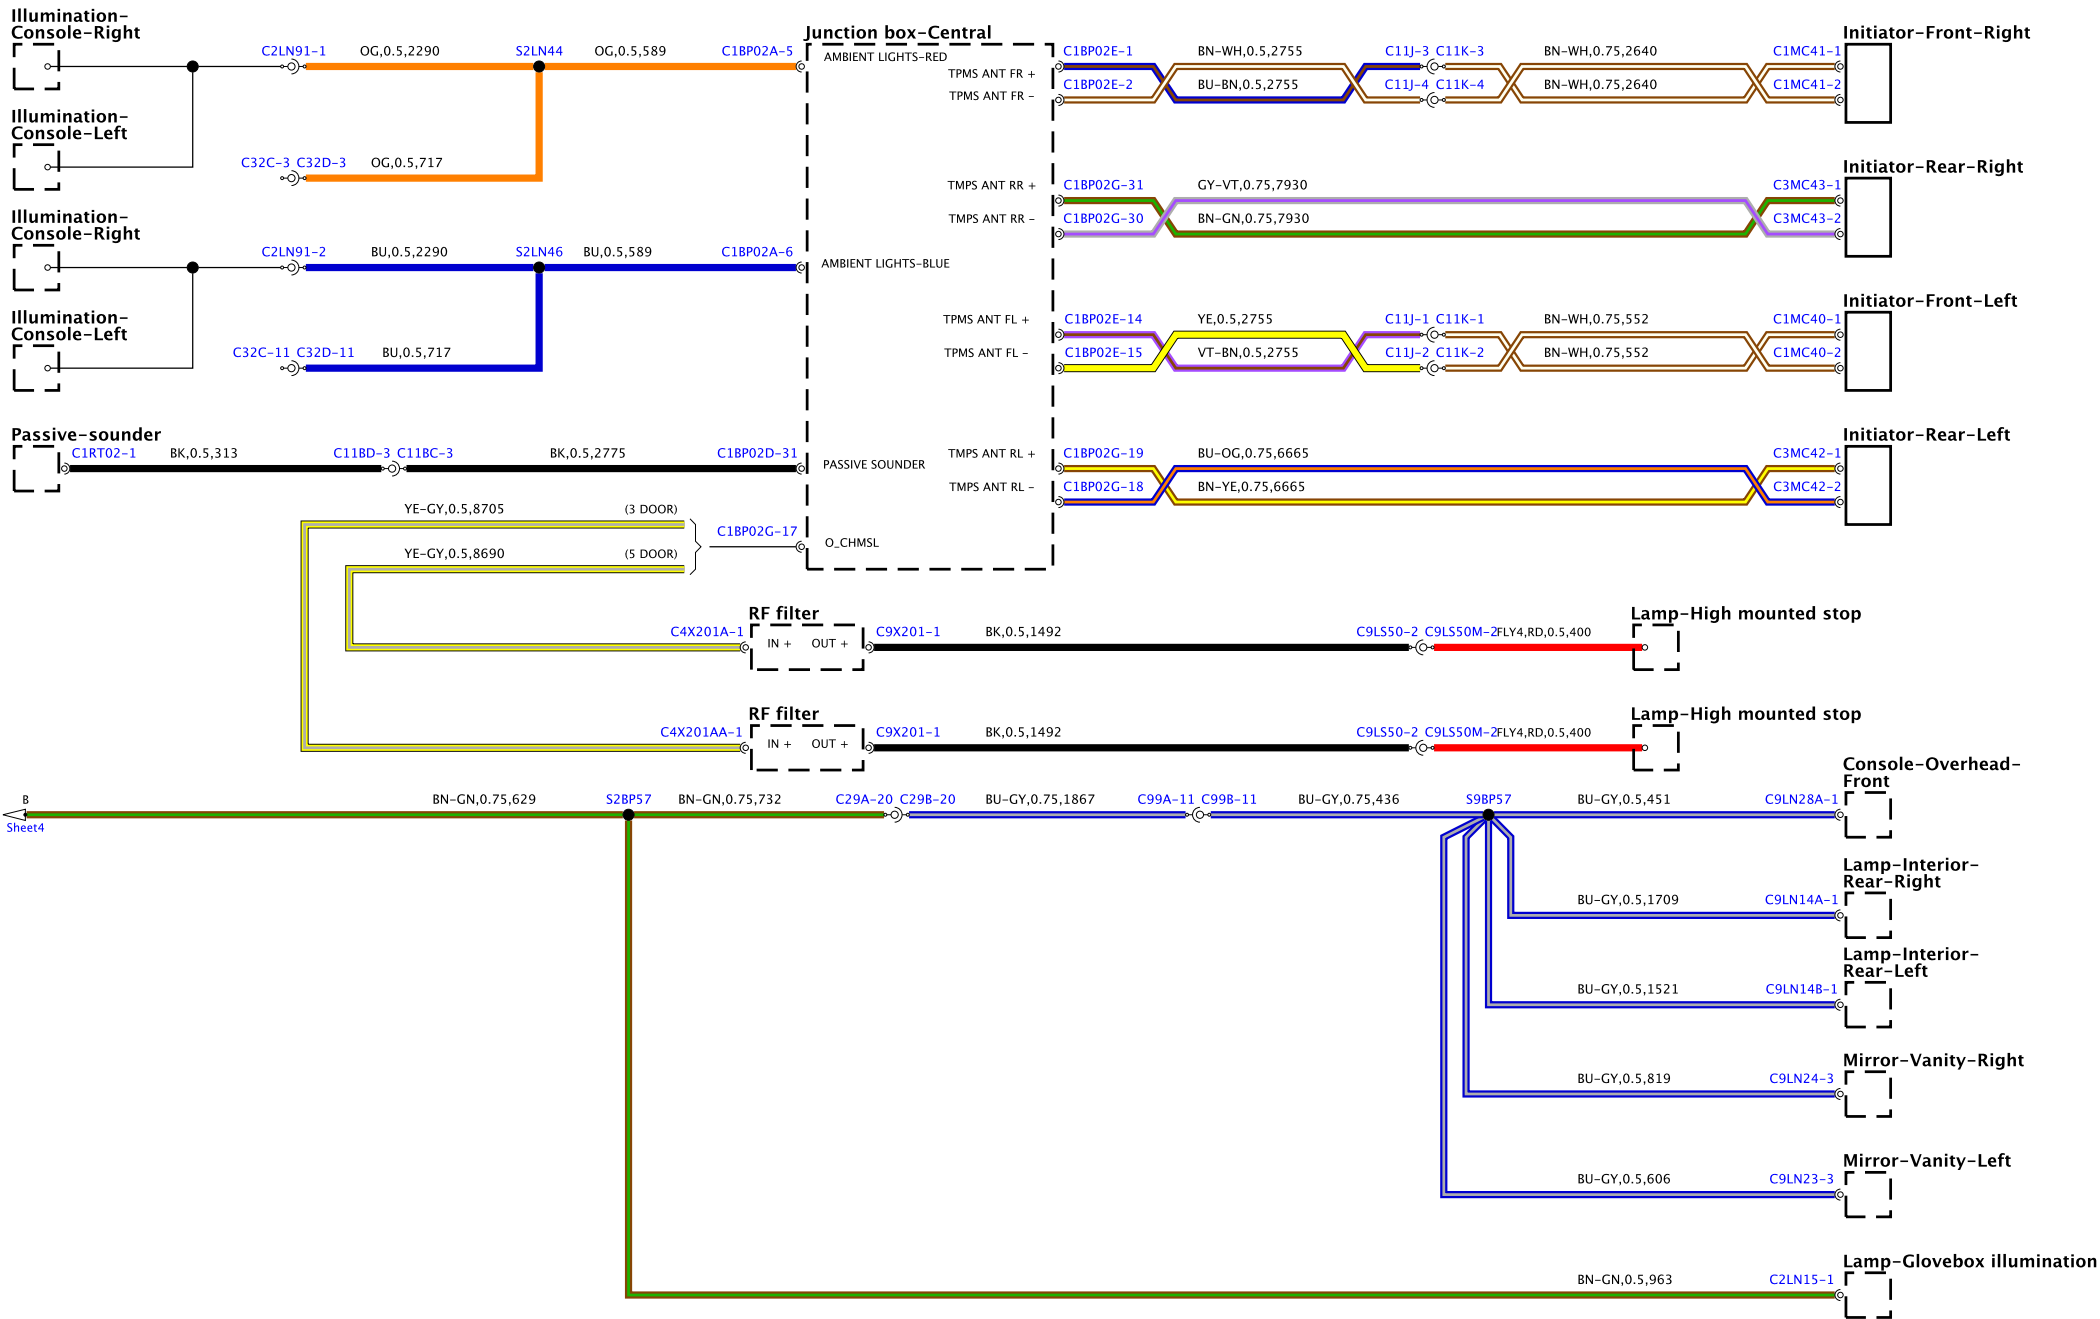 Illumination-
Console-Right
C2LN91-1 OG,0.5,2290 S2LN44 OG,0.5,589 C1BP02A-5
Illumination-
Console-Left
C32C-3 C32D-3 OG,0.5,717
Illumination-
Console-Right
C2LN91-2 BU,0.5,2290 S2LN46 BU,0.5,589 C1BP02A-6
Illumination-
Console-Left
C32C-11 C32D-11 BU,0.5,717
Passive-sounder
C1RT02-1 BK,0.5,313 C11BD-3 C11BC-3 BK,0.5,2775 C1BP02D-31
YE-GY,0.5,8705 (3 DOOR)
C1BP02G-17
YE-GY,0.5,8690 (5 DOOR)
Junction box-Central
AMBIENT LIGHTS-RED
TPMS ANT FR +
TPMS ANT FR -
TMPS ANT RR +
TMPS ANT RR -
AMBIENT LIGHTS-BLUE
TPMS ANT FL +
TPMS ANT FL -
TMPS ANT RL +
PASSIVE SOUNDER
TMPS ANT RL -
O_CHMSL
Initiator-Front-Right
C1BP02E-1 BN-WH,0.5,2755 C11J-3 C11K-3 BN-WH,0.75,2640 C1MC41-1
C1BP02E-2 BU-BN,0.5,2755 C11J-4 C11K-4 BN-WH,0.75,2640 C1MC41-2
Initiator-Rear-Right
C1BP02G-31 GY-VT,0.75,7930 C3MC43-1
C1BP02G-30 BN-GN,0.75,7930 C3MC43-2
Initiator-Front-Left
C1BP02E-14 YE,0.5,2755 C11J-1 C11K-1 BN-WH,0.75,552 C1MC40-1
C1BP02E-15 VT-BN,0.5,2755 C11J-2 C11K-2 BN-WH,0.75,552 C1MC40-2
Initiator-Rear-Left
C1BP02G-19 BU-OG,0.75,6665 C3MC42-1
C1BP02G-18 BN-YE,0.75,6665 C3MC42-2
RF filter Lamp-High mounted stop
C4X201A-1 IN + OUT + C9X201-1 BK,0.5,1492 C9LS50-2 C9LS50M-2 FLY4,RD,0.5,400
RF filter Lamp-High mounted stop
C4X201AA-1 IN + OUT + C9X201-1 BK,0.5,1492 C9LS50-2 C9LS50M-2 FLY4,RD,0.5,400
Console-Overhead-
Front
B BN-GN,0.75,629 S2BP57 BN-GN,0.75,732 C29A-20 C29B-20 BU-GY,0.75,1867 C99A-11 C99B-11 BU-GY,0.75,436 S9BP57 BU-GY,0.5,451 C9LN28A-1
Sheet4
Lamp-Interior-
Rear-Right
BU-GY,0.5,1709 C9LN14A-1
Lamp-Interior-
Rear-Left
BU-GY,0.5,1521 C9LN14B-1
Mirror-Vanity-Right
BU-GY,0.5,819 C9LN24-3
Mirror-Vanity-Left
BU-GY,0.5,606 C9LN23-3
Lamp-Glovebox illumination
BN-GN,0.5,963 C2LN15-1